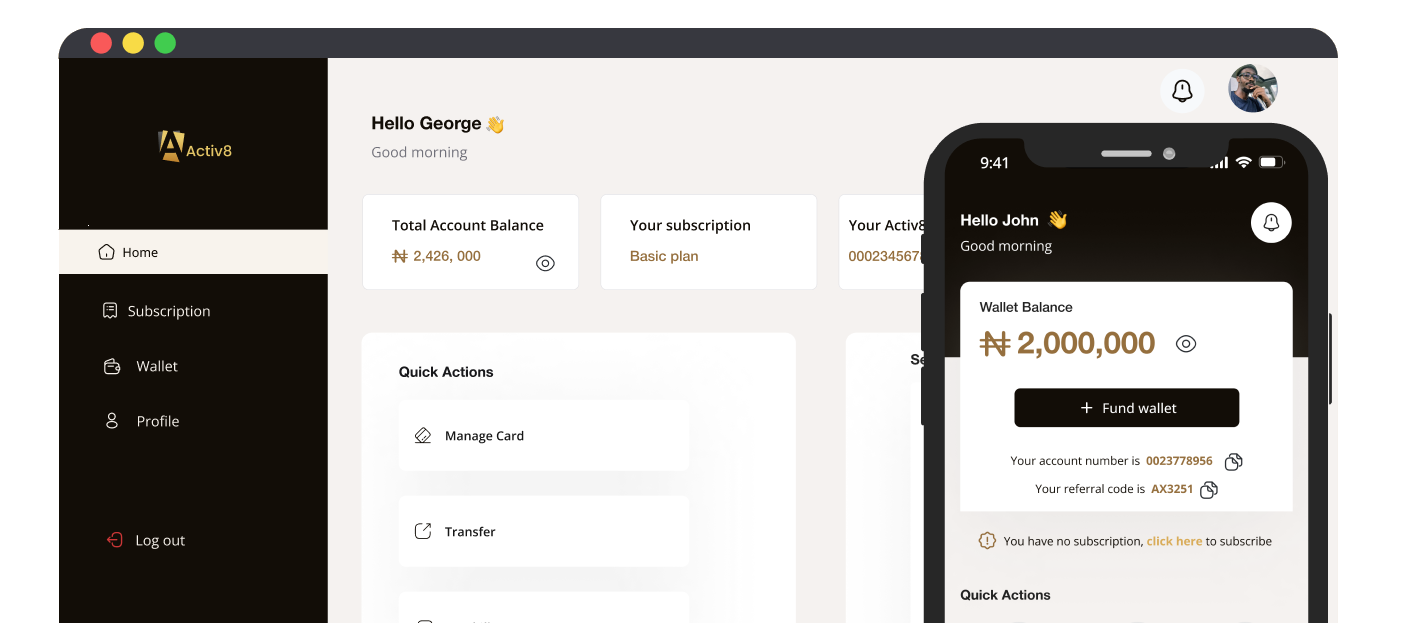 Activ8
Home
Subscription
Wallet
Profile
Log out
Hello George 👋
Good morning
Total Account Balance
₦ 2,426, 000
Your subscription
Basic plan
Your Activ8
Quick Actions
Manage Card
Transfer
9:41
Hello John 👋
Good morning
Wallet Balance
₦ 2,000,000
+ Fund wallet
Your account number is 0023778956
Your referral code is AX3251
You have no subscription, click here to subscribe
Quick Actions